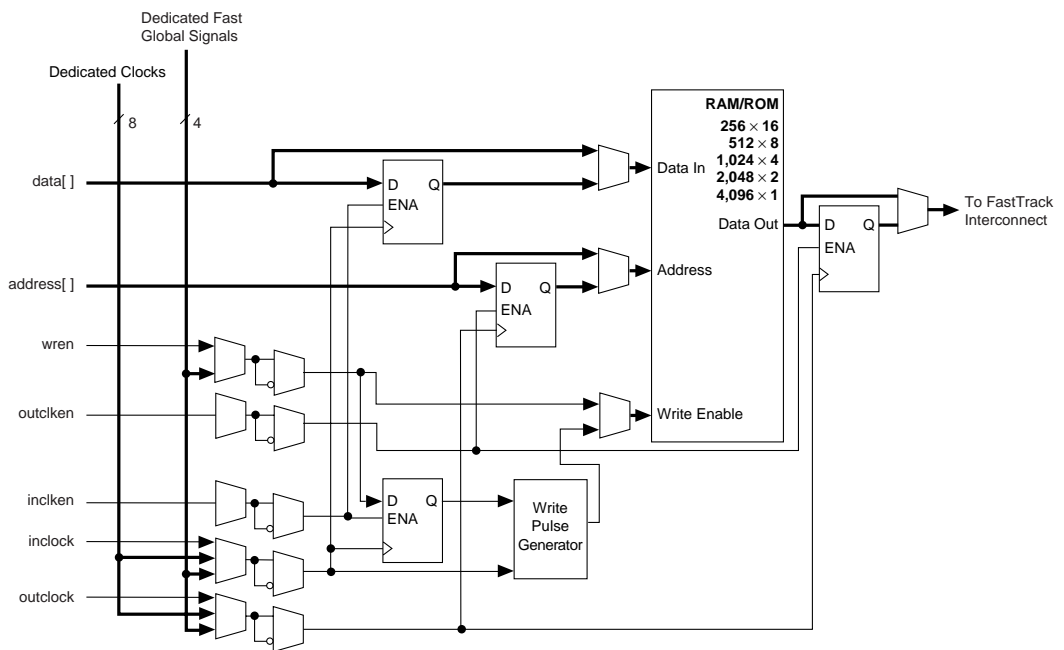 Dedicated Fast
Global Signals
Dedicated Clocks
8
4
RAM/ROM
256 × 16
512 × 8
1,024 × 4
2,048 × 2
4,096 × 1
data[ ]
D Q
ENA
Data In
Data Out
D Q
ENA
To FastTrack
Interconnect
address[ ]
D Q
ENA
Address
wren
outclken
Write Enable
inclken
D Q
ENA
Write
Pulse
Generator
inclock
outclock